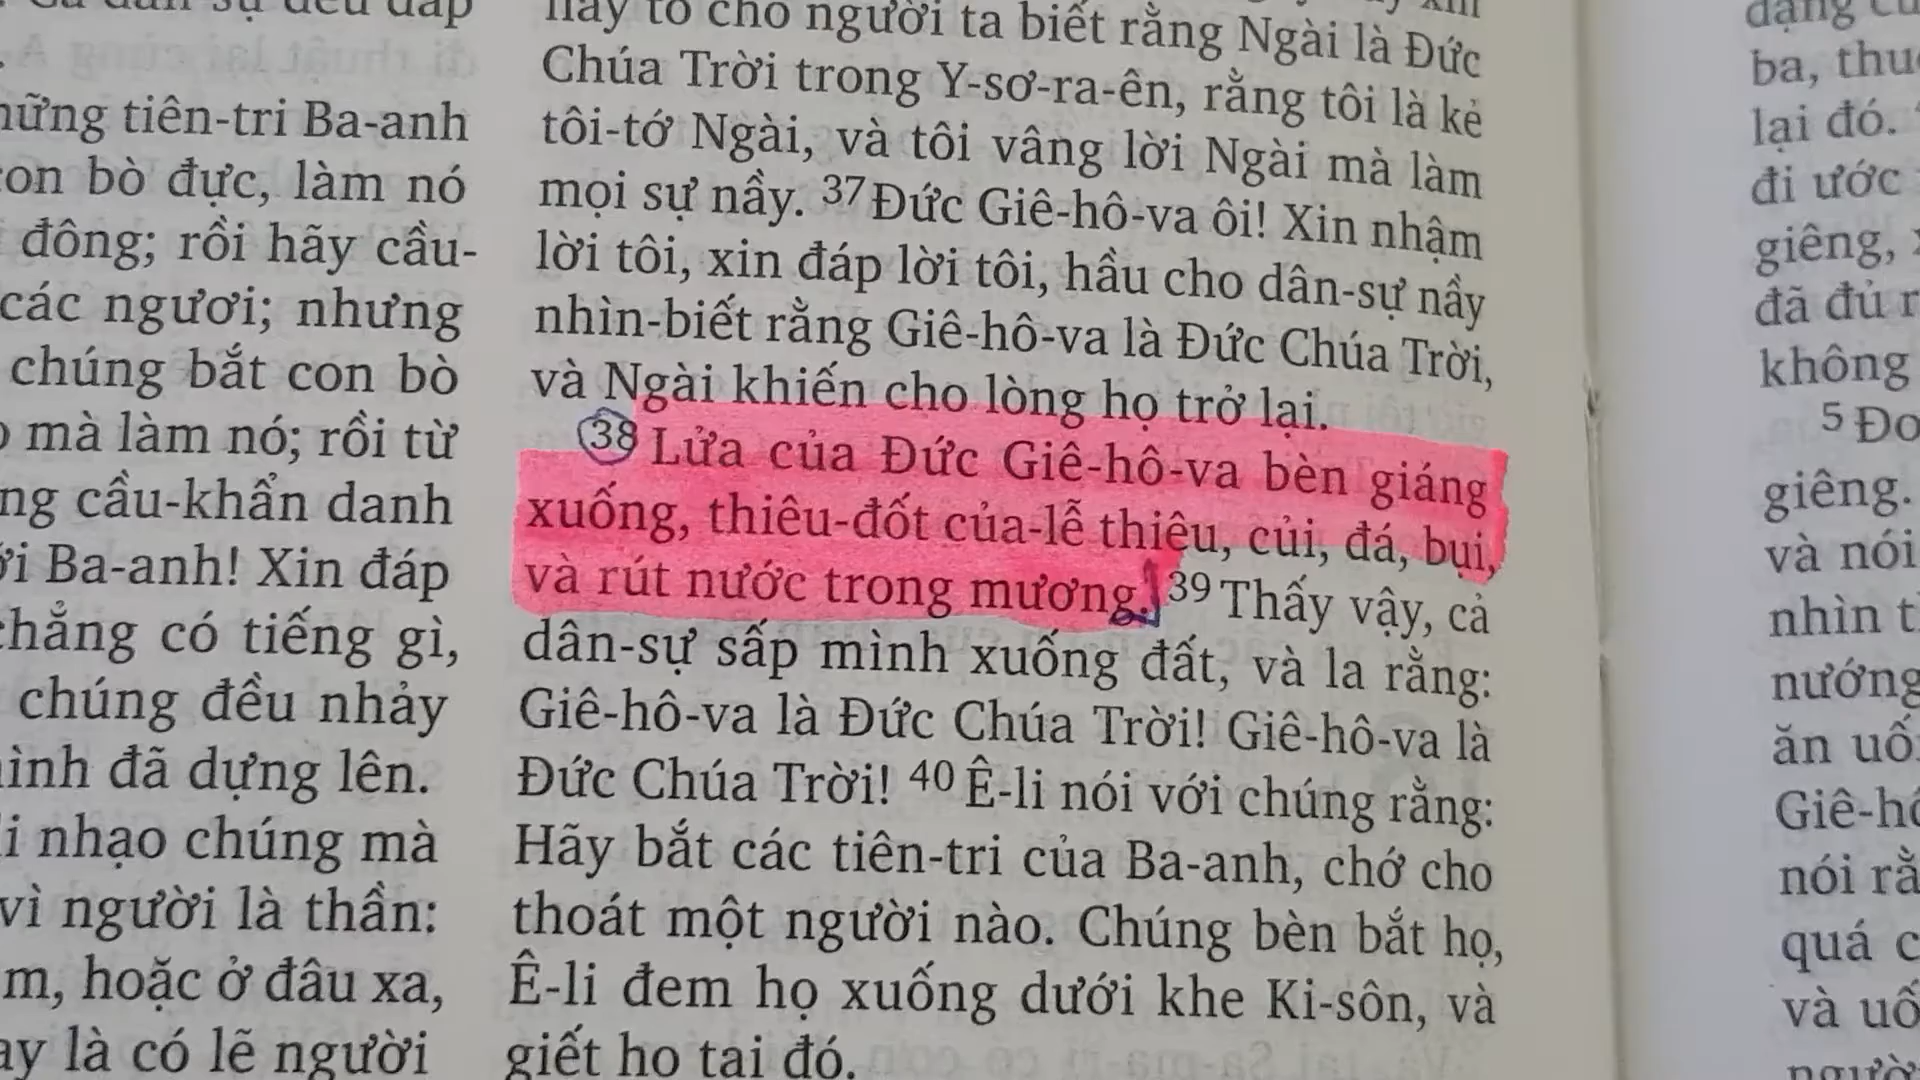 những tiên-tri Ba-anh
bò đực, làm nó
đông; rồi hãy cầu-
các ngươi; nhưng
chúng bắt con bò
mà làm nó; rồi từ
cầu-khẩn danh
Ba-anh! Xin đáp
chẳng có tiếng gì,
chúng đều nhảy
đã dựng lên.
nhạo chúng mà
vì người là thần:
hoặc ở đâu xa,
là có lẽ người
tỏ cho người ta biết rằng Ngài là Đức
Chúa Trời trong Y-sơ-ra-ên, rằng tôi là kẻ
tôi-tớ Ngài, và tôi vâng lời Ngài mà làm
mọi sự nầy. 37 Đức Giê-hô-va ôi! Xin nhậm
lời tôi, xin đáp lời tôi, hầu cho dân-sự nầy
nhìn-biết rằng Giê-hô-va là Đức Chúa Trời,
và Ngài khiến cho lòng họ trở lại.
38 Lửa của Đức Giê-hô-va bèn giáng
xuống, thiêu-đốt của-lễ thiêu, củi, đá, bụi,
và rút nước trong mương. 39 Thấy vậy, cả
dân-sự sấp mình xuống đất, và la rằng:
Giê-hô-va là Đức Chúa Trời! Giê-hô-va là
Đức Chúa Trời! 40 Ê-li nói với chúng rằng:
Hãy bắt các tiên-tri của Ba-anh, chớ cho
thoát một người nào. Chúng bèn bắt họ,
Ê-li đem họ xuống dưới khe Ki-sôn, và
giết họ tại đó.
ba,
lại đó.
đi ước
giêng,
đã đủ
không
5
giêng.
và nói
nhìn
nướng
ăn
nói
quá
và